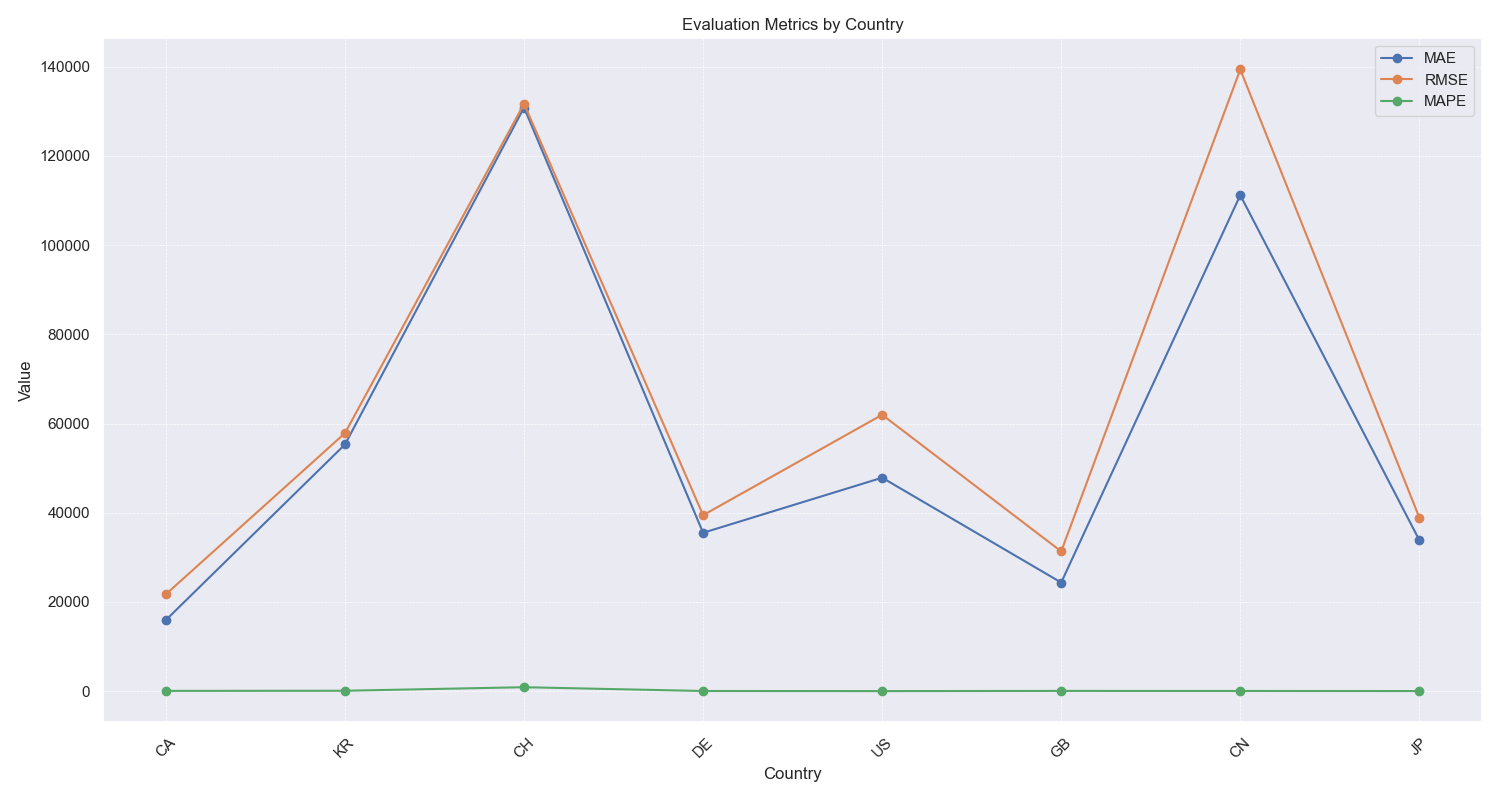 Evaluation Metrics by Country
MAE
RMSE
MAPE
140000
120000
100000
80000
60000
40000
20000
0
Value
CA
KR
CH
DE
US
GB
CN
JP
Country